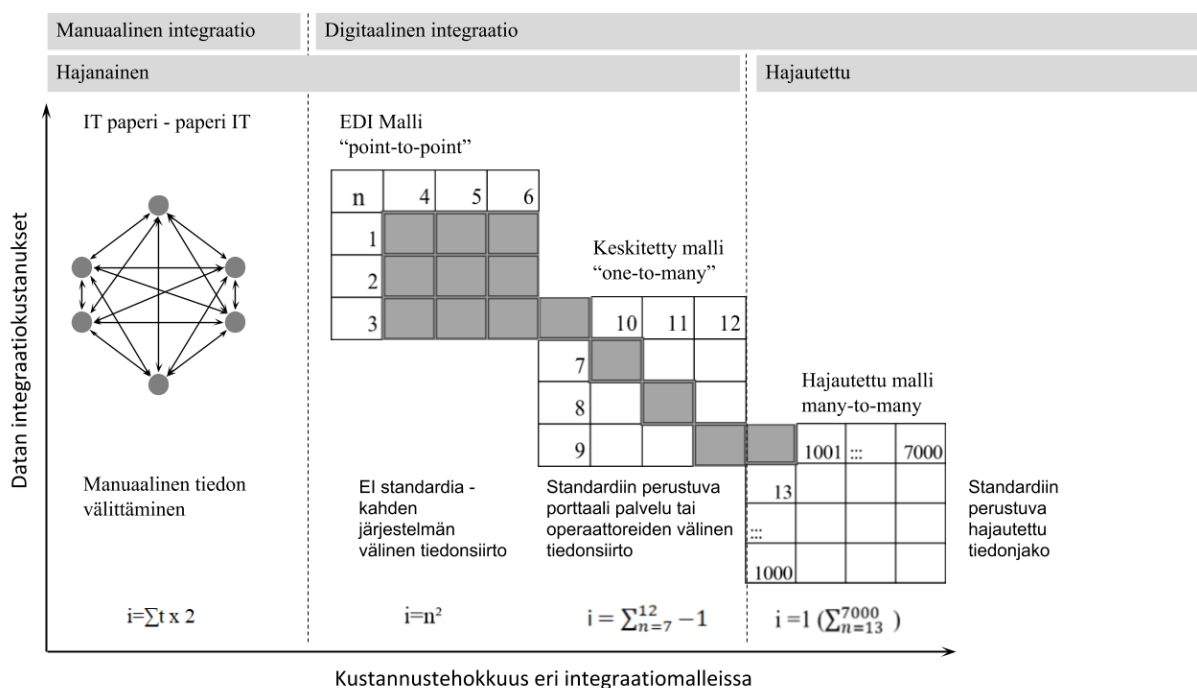 Manuaalinen integraatio
Digitaalinen integraatio
Hajanainen
Hajautettu
Datan integraatiokustanukset
IT paperi - paperi IT
Manuaalinen tiedon
välittäminen
i=∑t x 2
EDI Malli
“point-to-point”
n 4 5 6
1
2
3
EI standardia -
kahden
järjestelmän
välinen tiedonsiirto
i=n²
Keskitetty malli
“one-to-many”
10 11 12
7
8
9
Standardiin perustuva
porttaali palvelu tai
operaattoreiden välinen
tiedonsiirto
i = ∑_{n=7}^{12} −1
Hajautettu malli
many-to-many
1001 ::: 7000
13
:::
1000
Standardiin
perustuva
hajautettu
tiedonjako
i =1 (∑_{n=13}^{7000} )
Kustannustehokkuus eri integraatiomalleissa